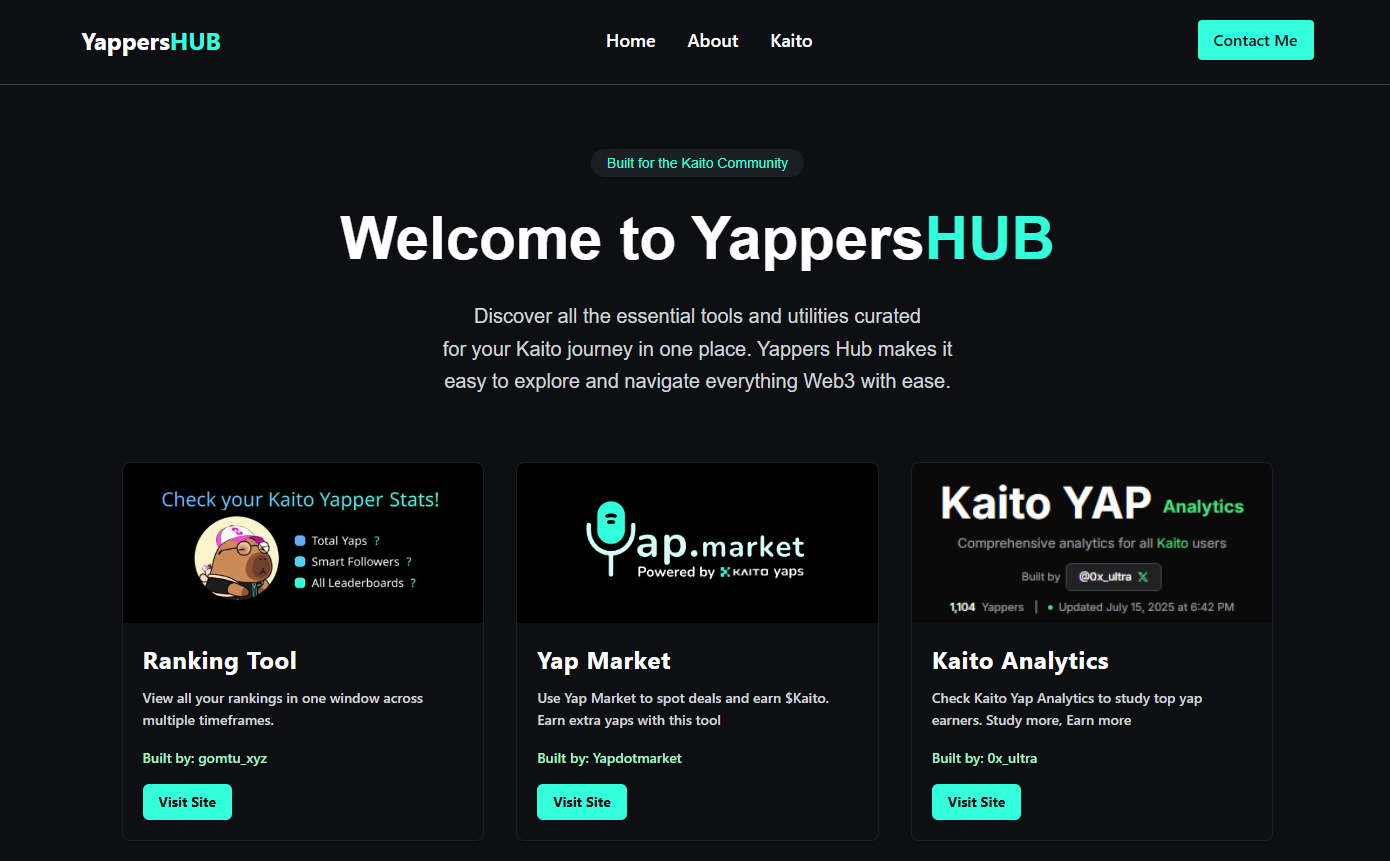 YappersHUB
Home About Kaito
Contact Me
Built for the Kaito Community
Welcome to YappersHUB
Discover all the essential tools and utilities curated
for your Kaito journey in one place. Yappers Hub makes it
easy to explore and navigate everything Web3 with ease.
Check your Kaito Yapper Stats!
Total Yaps ?
Smart Followers ?
All Leaderboards ?
Ranking Tool
View all your rankings in one window across
multiple timeframes.
Built by: gomtu_xyz
Visit Site
Yap.market
Powered by KAITO yaps
Yap Market
Use Yap Market to spot deals and earn $Kaito.
Earn extra yaps with this tool
Built by: Yapdotmarket
Visit Site
Kaito YAP Analytics
Comprehensive analytics for all Kaito users
Built by @0x_ultra X
1,104 Yappers | • Updated July 15, 2025 at 6:42 PM
Kaito Analytics
Check Kaito Yap Analytics to study top yap
earners. Study more, Earn more
Built by: 0x_ultra
Visit Site